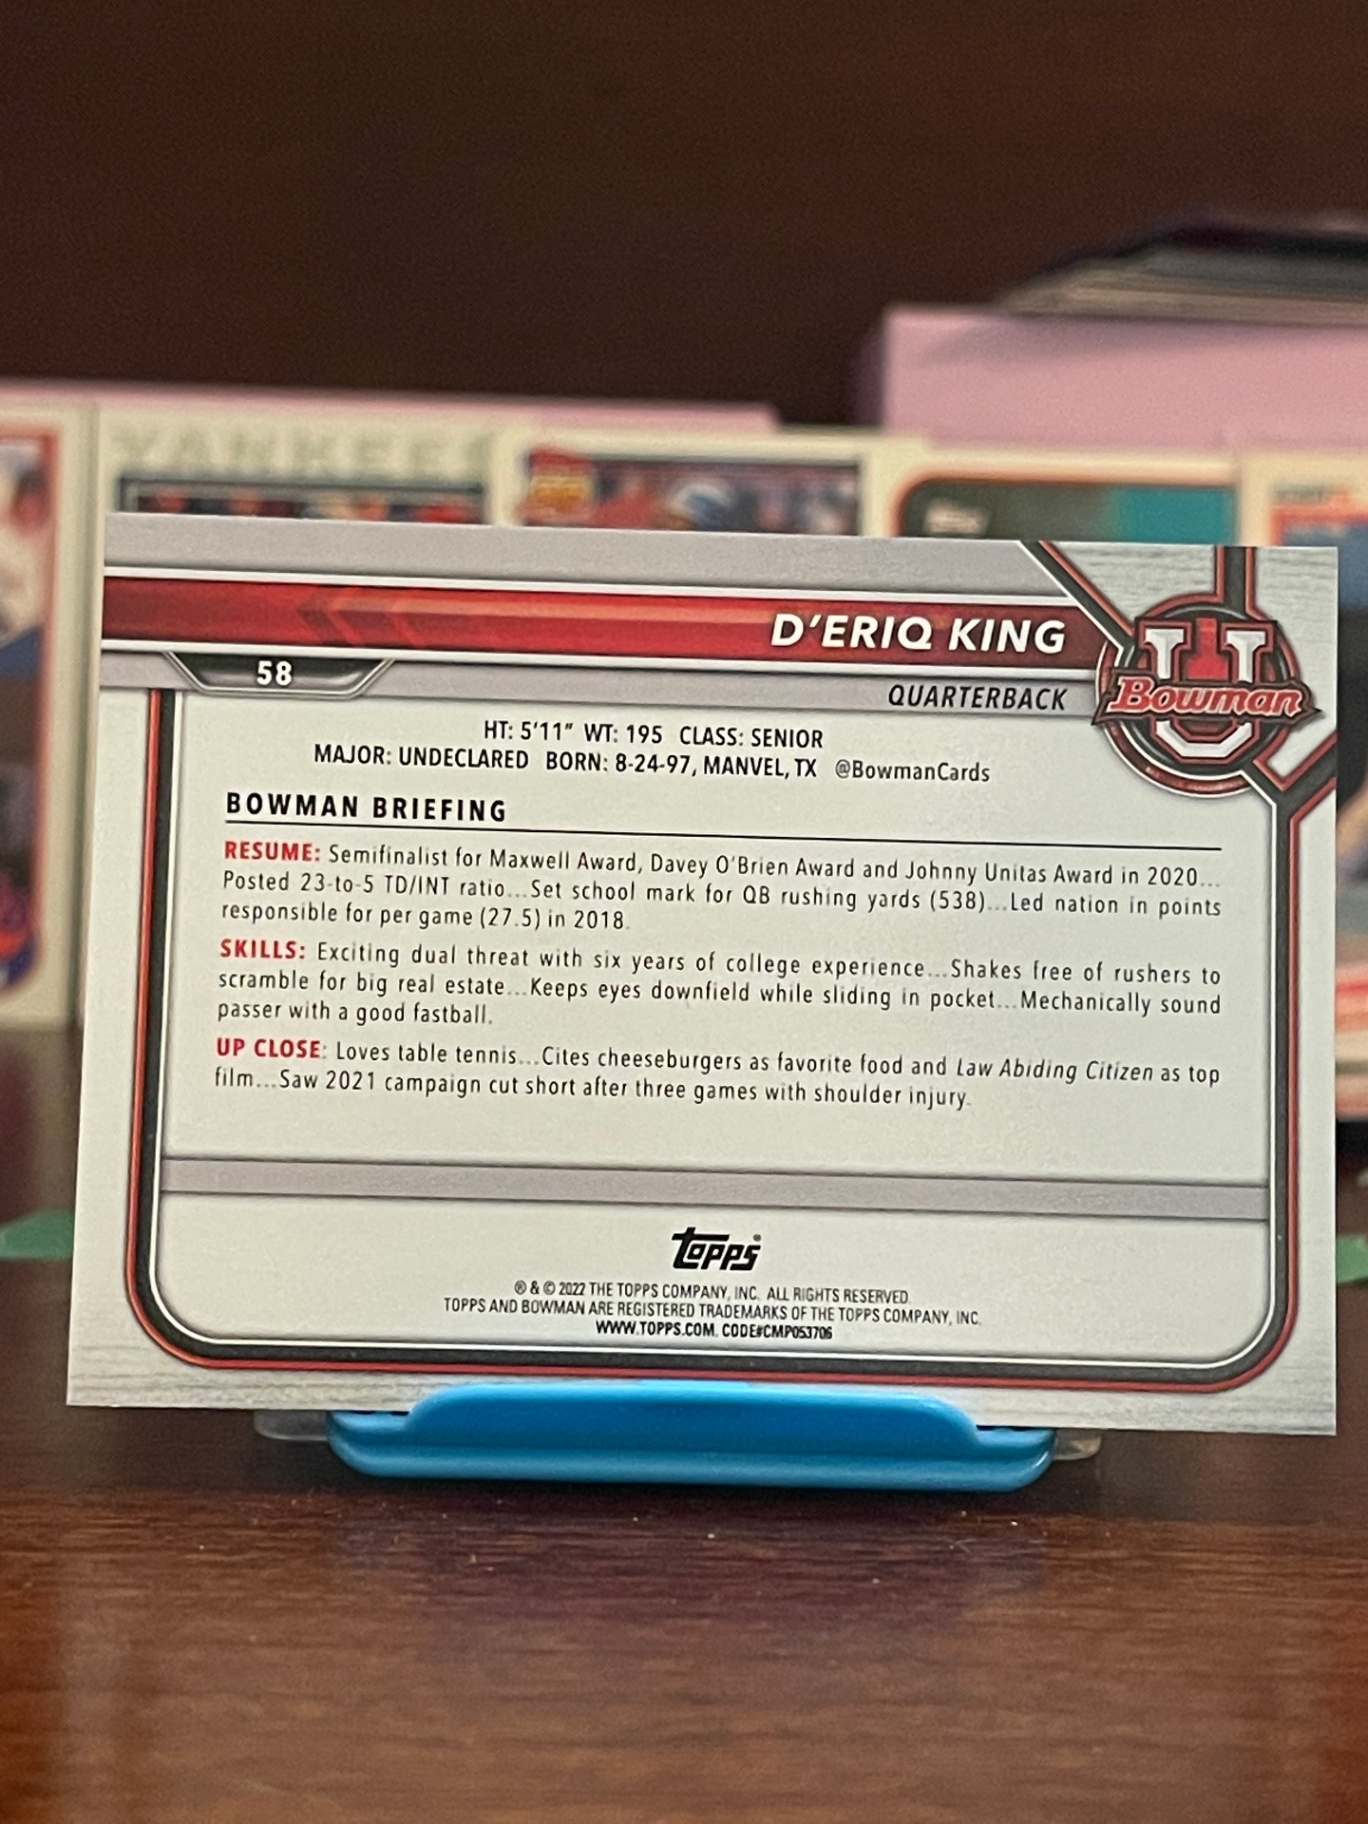 YANKEES
D'ERIQ KING
58
QUARTERBACK
U
Bowman
HT: 5'11" WT: 195 CLASS: SENIOR
MAJOR: UNDECLARED BORN: 8-24-97, MANVEL, TX @BowmanCards
BOWMAN BRIEFING
RESUME: Semifinalist for Maxwell Award, Davey O'Brien Award and Johnny Unitas Award in 2020...
Posted 23-to-5 TD/INT ratio...Set school mark for QB rushing yards (538)...Led nation in points
responsible for per game (27.5) in 2018.
SKILLS: Exciting dual threat with six years of college experience...Shakes free of rushers to
scramble for big real estate...Keeps eyes downfield while sliding in pocket...Mechanically sound
passer with a good fastball.
UP CLOSE: Loves table tennis...Cites cheeseburgers as favorite food and Law Abiding Citizen as top
film...Saw 2021 campaign cut short after three games with shoulder injury.
topps®
® & © 2022 THE TOPPS COMPANY, INC. ALL RIGHTS RESERVED.
TOPPS AND BOWMAN ARE REGISTERED TRADEMARKS OF THE TOPPS COMPANY, INC.
WWW.TOPPS.COM. CODE#CMP053706